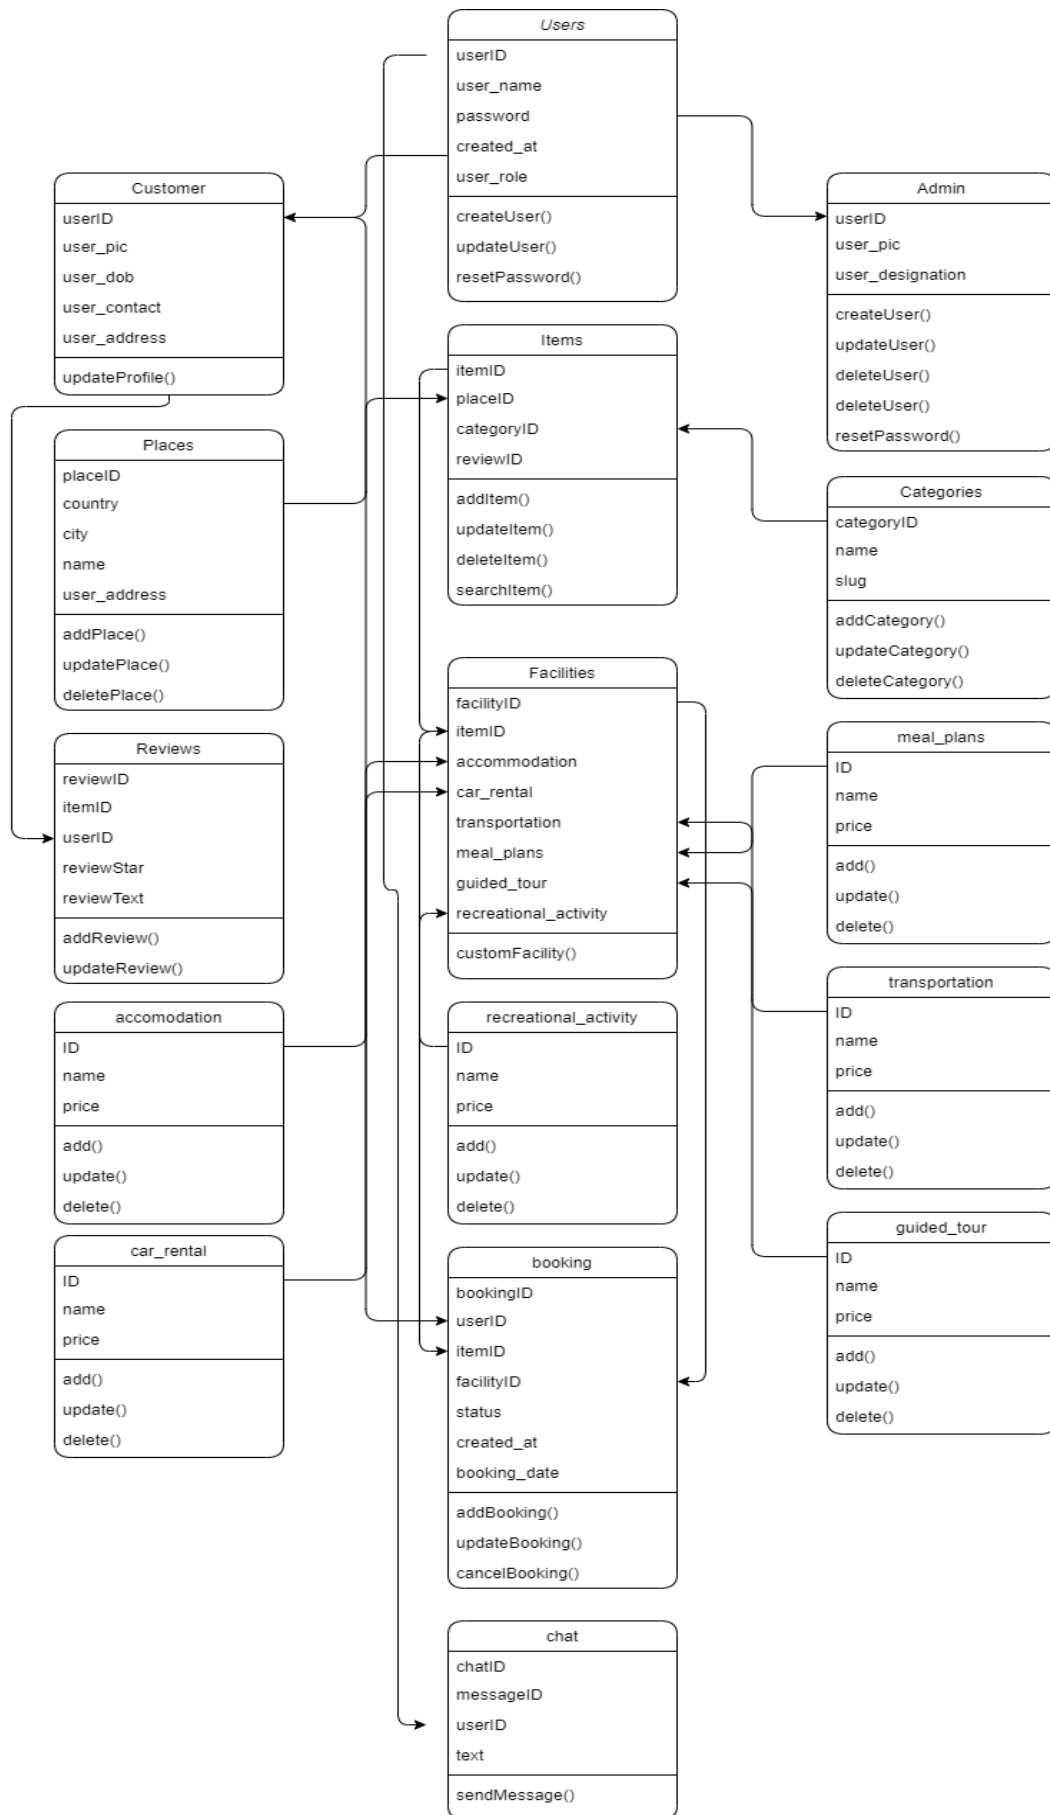 Users
userID
user_name
password
created_at
user_role
createUser()
updateUser()
resetPassword()
Customer
userID
user_pic
user_dob
user_contact
user_address
updateProfile()
Admin
userID
user_pic
user_designation
createUser()
updateUser()
deleteUser()
deleteUser()
resetPassword()
Items
itemID
placeID
categoryID
reviewID
addItem()
updateItem()
deleteItem()
searchItem()
Places
placeID
country
city
name
user_address
addPlace()
updatePlace()
deletePlace()
Categories
categoryID
name
slug
addCategory()
updateCategory()
deleteCategory()
Facilities
facilityID
itemID
accommodation
car_rental
transportation
meal_plans
guided_tour
recreational_activity
customFacility()
Reviews
reviewID
itemID
userID
reviewStar
reviewText
addReview()
updateReview()
meal_plans
ID
name
price
add()
update()
delete()
accomodation
ID
name
price
add()
update()
delete()
recreational_activity
ID
name
price
add()
update()
delete()
transportation
ID
name
price
add()
update()
delete()
car_rental
ID
name
price
add()
update()
delete()
booking
bookingID
userID
itemID
facilityID
status
created_at
booking_date
addBooking()
updateBooking()
cancelBooking()
guided_tour
ID
name
price
add()
update()
delete()
chat
chatID
messageID
userID
text
sendMessage()